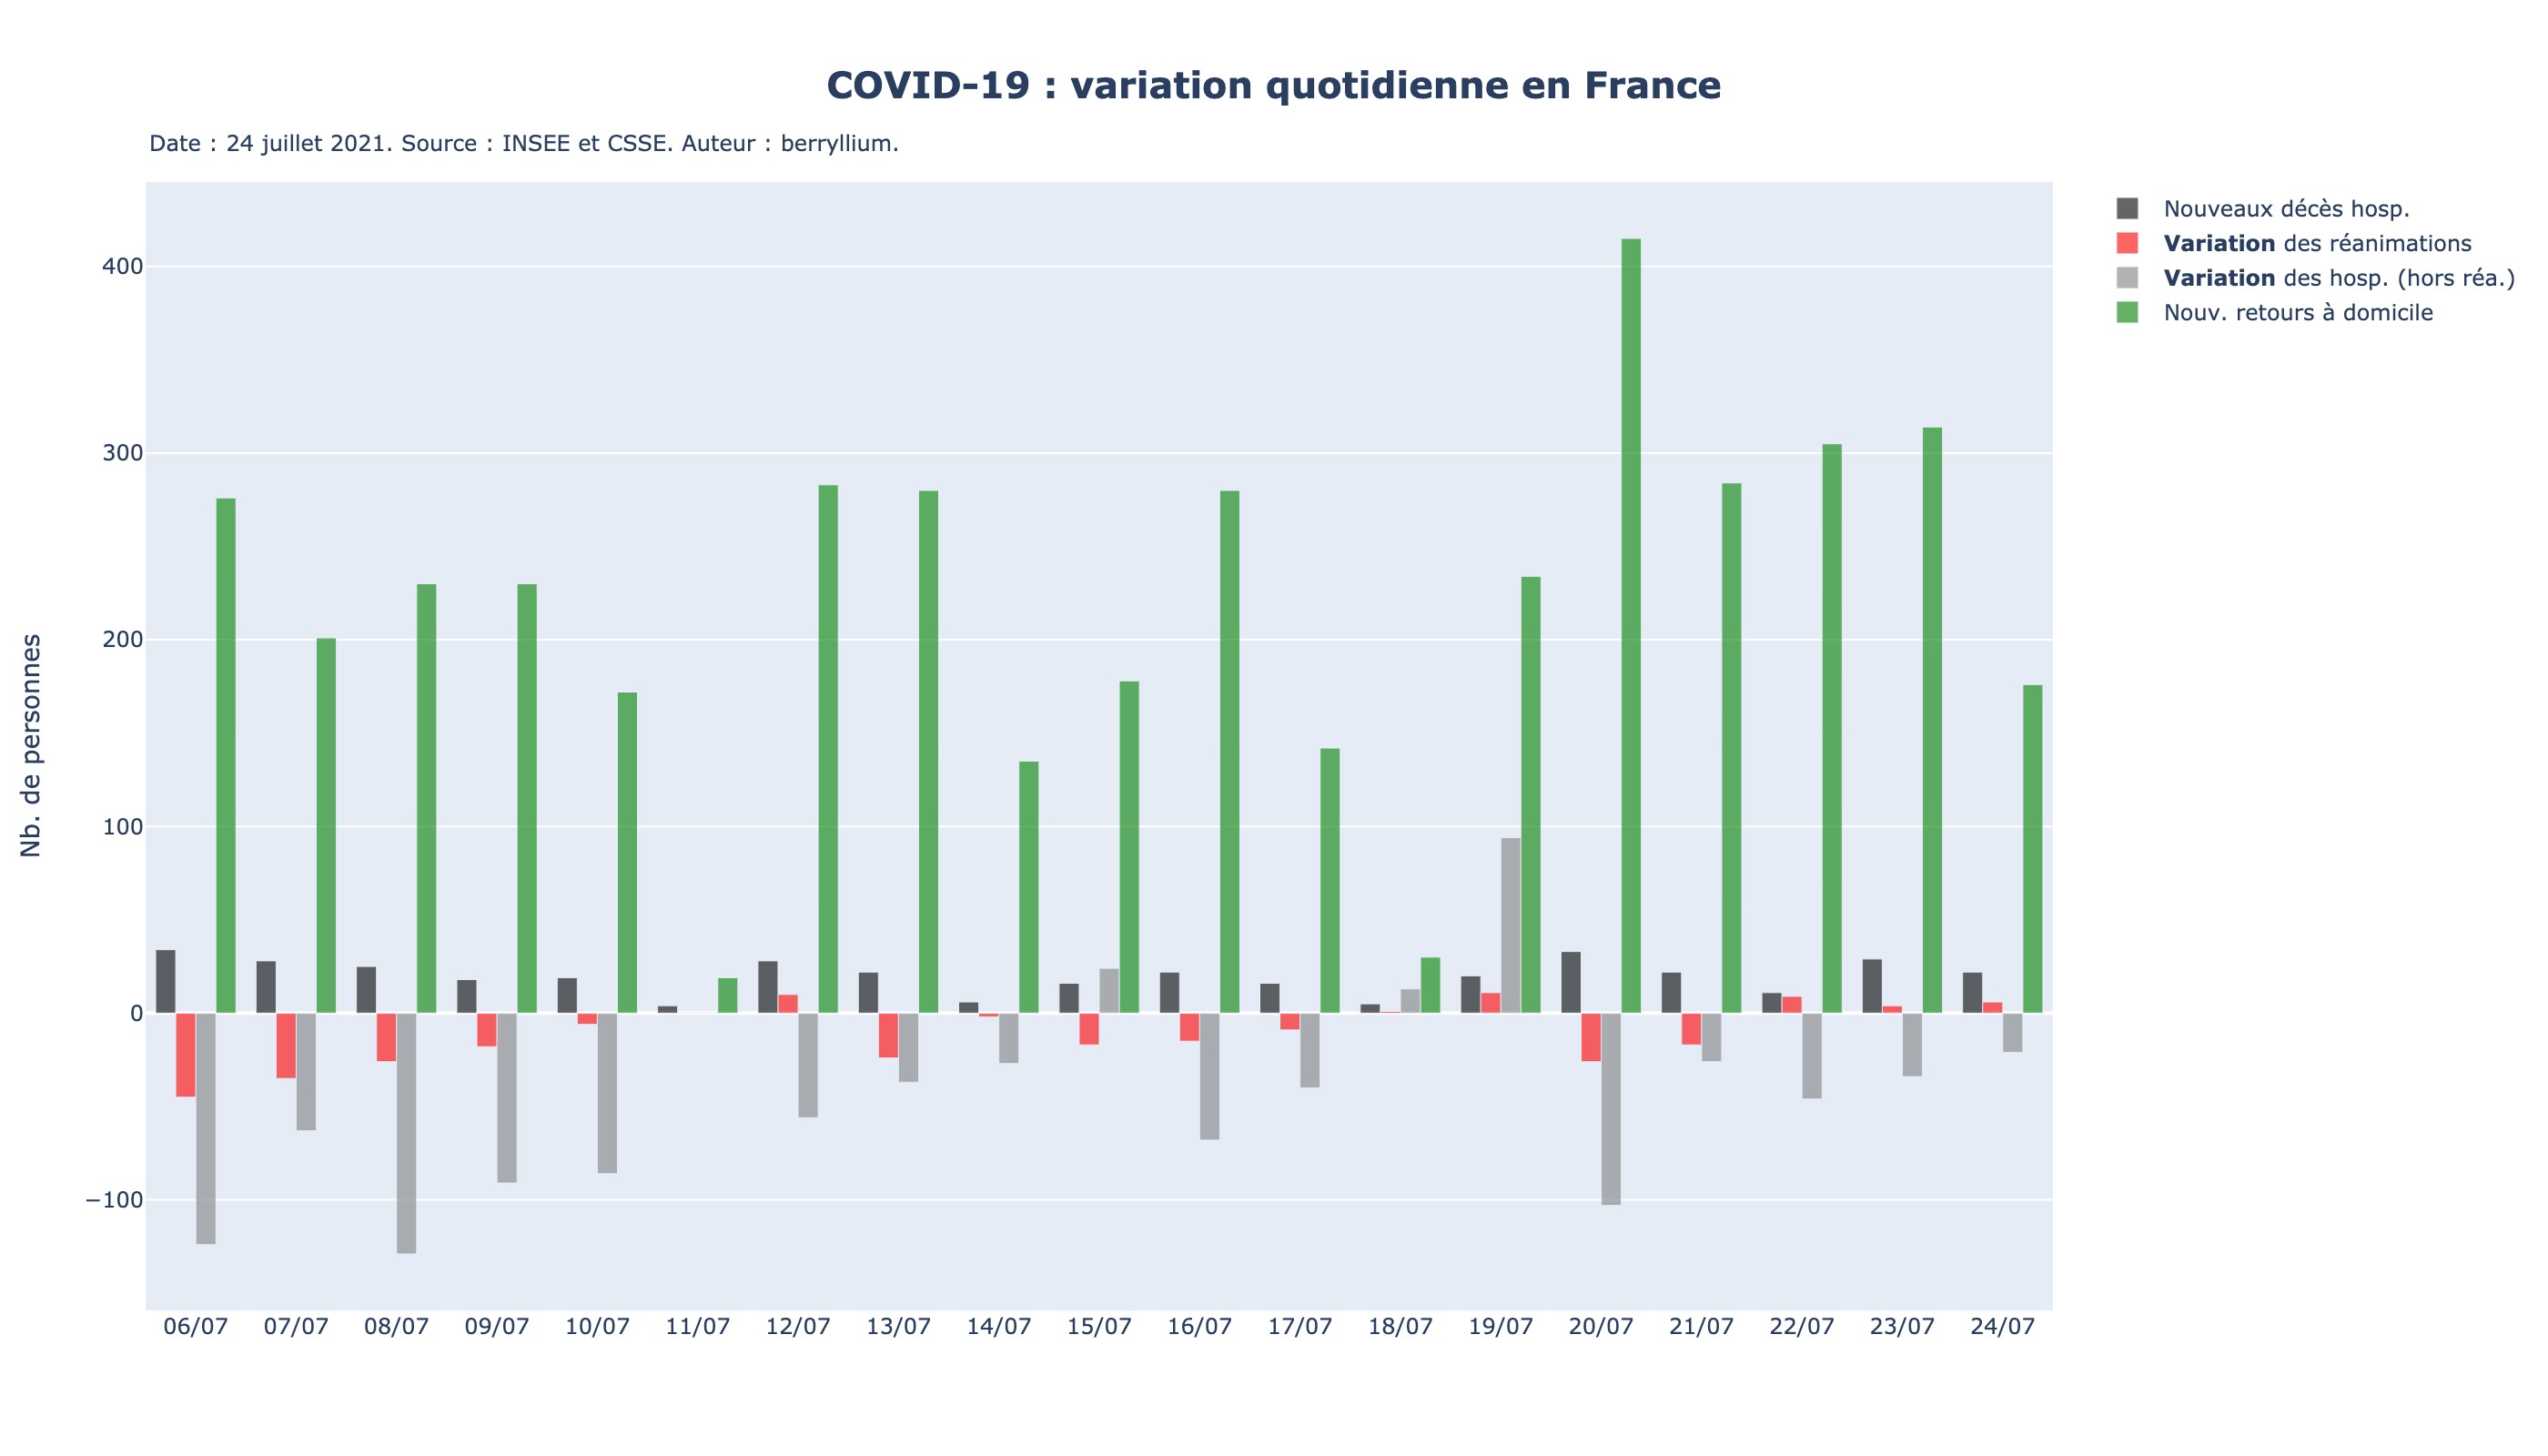 COVID-19 : variation quotidienne en France
Date : 24 juillet 2021. Source : INSEE et CSSE. Auteur : berryllium.
Nouveaux décès hosp.
Variation des réanimations
Variation des hosp. (hors réa.)
Nouv. retours à domicile
Nb. de personnes
400
300
200
100
0
−100
06/07 07/07 08/07 09/07 10/07 11/07 12/07 13/07 14/07 15/07 16/07 17/07 18/07 19/07 20/07 21/07 22/07 23/07 24/07